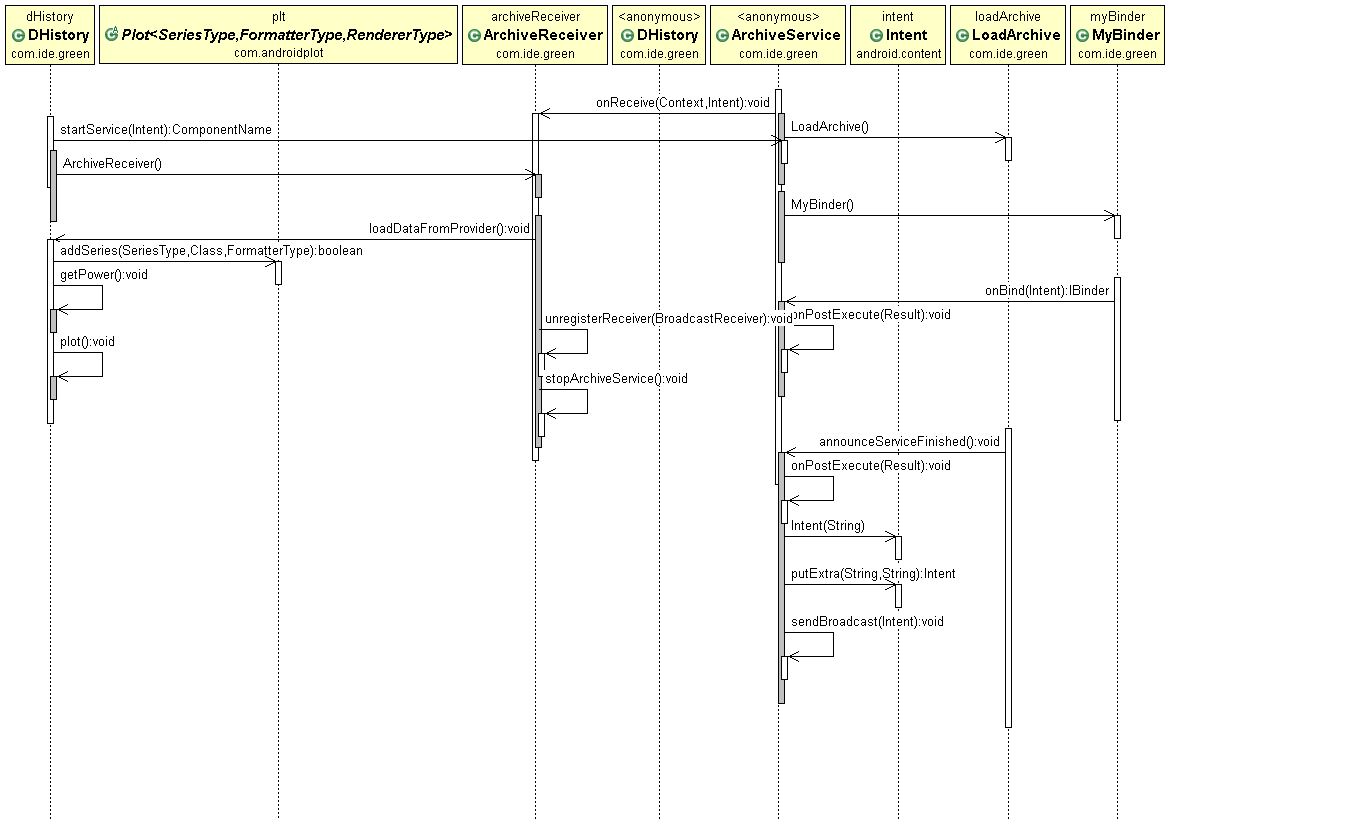 dHistory
DHistory
com.ide.green
plt
Plot<SeriesType,FormatterType,RendererType>
com.androidplot
archiveReceiver
ArchiveReceiver
com.ide.green
<anonymous>
DHistory
com.ide.green
<anonymous>
ArchiveService
com.ide.green
intent
Intent
android.content
loadArchive
LoadArchive
com.ide.green
myBinder
MyBinder
com.ide.green
onReceive(Context,Intent):void
startService(Intent):ComponentName
LoadArchive()
ArchiveReceiver()
MyBinder()
loadDataFromProvider():void
addSeries(SeriesType,Class,FormatterType):boolean
getPower():void
onBind(Intent):IBinder
unregisterReceiver(BroadcastReceiver):void
onPostExecute(Result):void
plot():void
stopArchiveService():void
announceServiceFinished():void
onPostExecute(Result):void
Intent(String)
putExtra(String,String):Intent
sendBroadcast(Intent):void